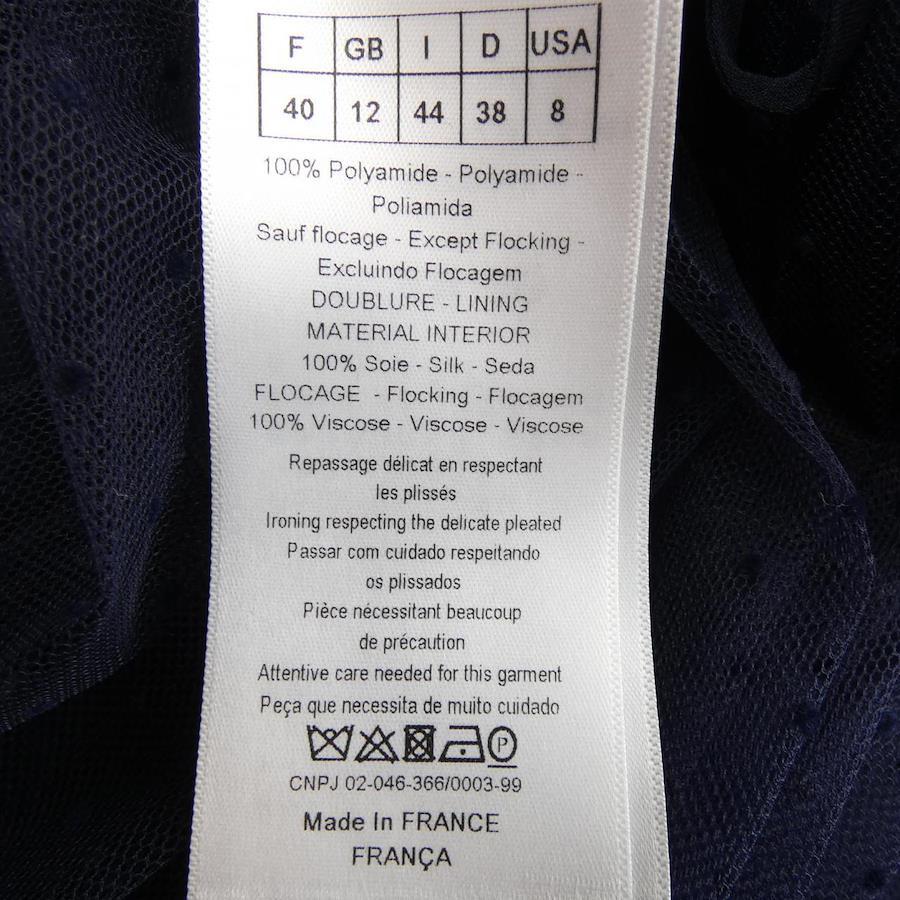 F GB I D USA
40 12 44 38 8
100% Polyamide - Polyamide -
Poliamida
Sauf flocage - Except Flocking -
Excluindo Flocagem
DOUBLURE - LINING
MATERIAL INTERIOR
100% Soie - Silk - Seda
FLOCAGE - Flocking - Flocagem
100% Viscose - Viscose - Viscose
Repassage délicat en respectant
les plissés
Ironing respecting the delicate pleated
Passar com cuidado respeitando
os plissados
Pièce nécessitant beaucoup
de précaution
Attentive care needed for this garment
Peça que necessita de muito cuidado
P
CNPJ 02-046-366/0003-99
Made In FRANCE
FRANÇA